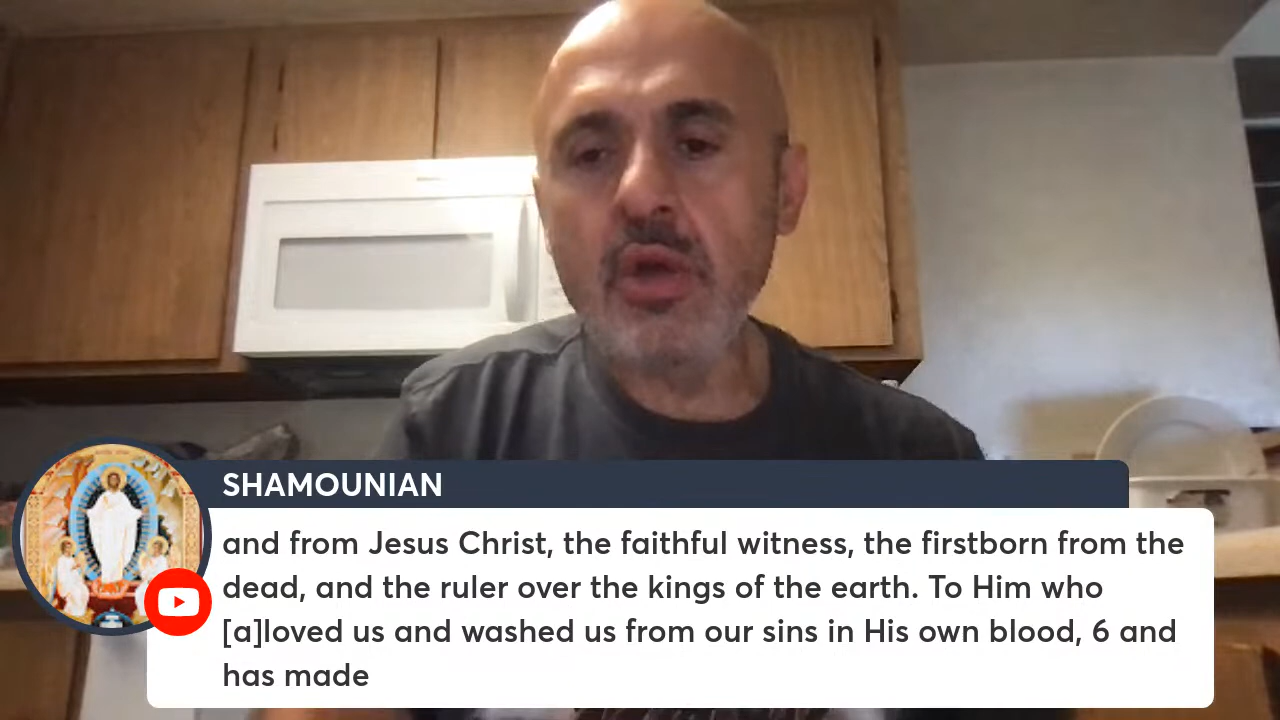 SHAMOUNIAN
and from Jesus Christ, the faithful witness, the firstborn from the
dead, and the ruler over the kings of the earth. To Him who
[a]loved us and washed us from our sins in His own blood, 6 and
has made